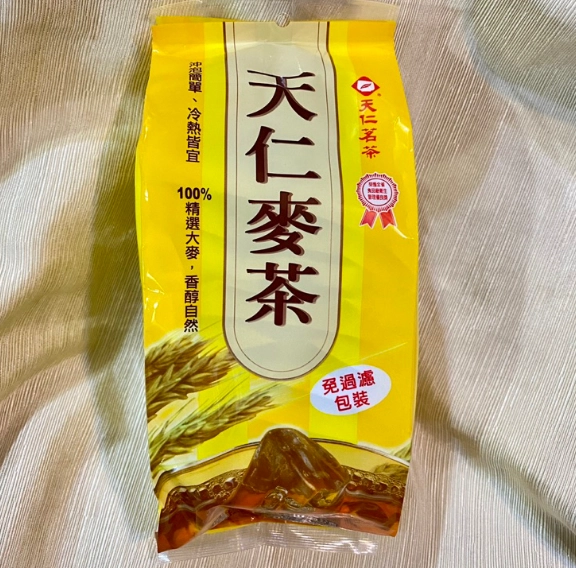 天仁麥茶
天仁茗茶
沖泡簡單、冷熱皆宜
100%
精選大麥，香醇自然
免過濾
包裝